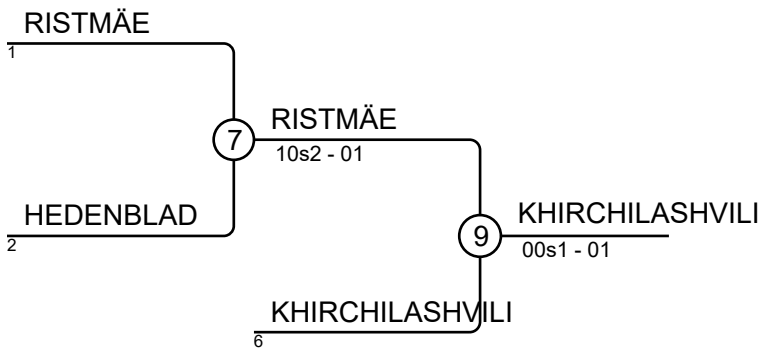 RISTMÄE
1
7
RISTMÄE
10s2 - 01
HEDENBLAD
2
9
KHIRCHILASHVILI
00s1 - 01
KHIRCHILASHVILI
6